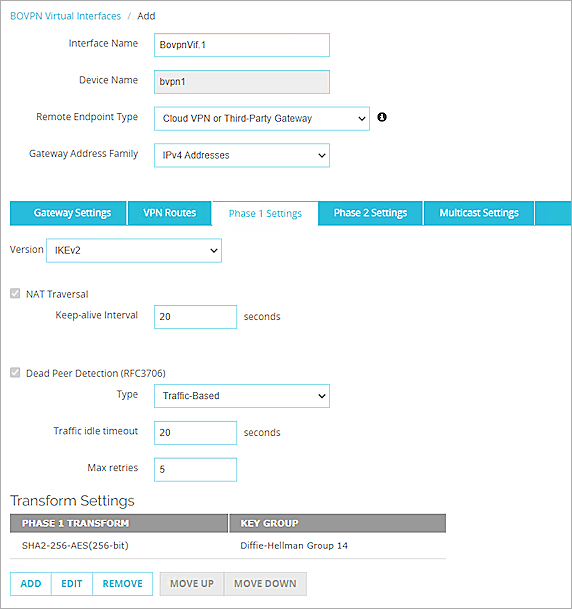 BOVPN Virtual Interfaces / Add
Interface Name BovpnVif.1
Device Name bvpn1
Remote Endpoint Type Cloud VPN or Third-Party Gateway
Gateway Address Family IPv4 Addresses
Gateway Settings VPN Routes Phase 1 Settings Phase 2 Settings Multicast Settings
Version IKEv2
NAT Traversal
Keep-alive Interval 20 seconds
Dead Peer Detection (RFC3706)
Type Traffic-Based
Traffic idle timeout 20 seconds
Max retries 5
Transform Settings
PHASE 1 TRANSFORM KEY GROUP
SHA2-256-AES(256-bit) Diffie-Hellman Group 14
ADD EDIT REMOVE MOVE UP MOVE DOWN